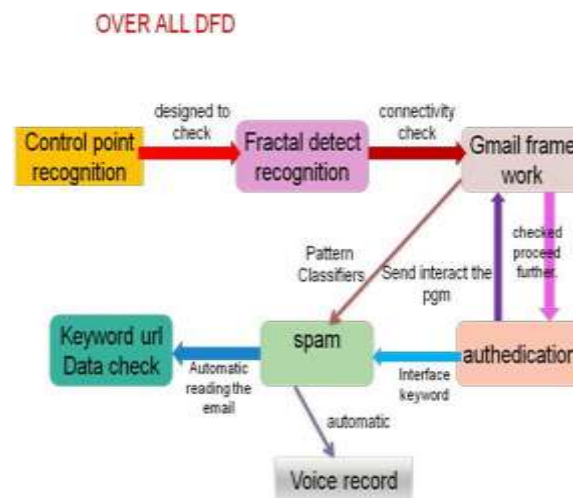 OVER ALL DFD
designed to
check
connectivity
check
Control point
recognition
Fractal detect
recognition
Gmail frame
work
Pattern
Classifiers
Send interact the
pgm
checked
proceed
further.
Keyword url
Data check
Automatic
reading the
email
spam
Interface
keyword
authedication
automatic
Voice record